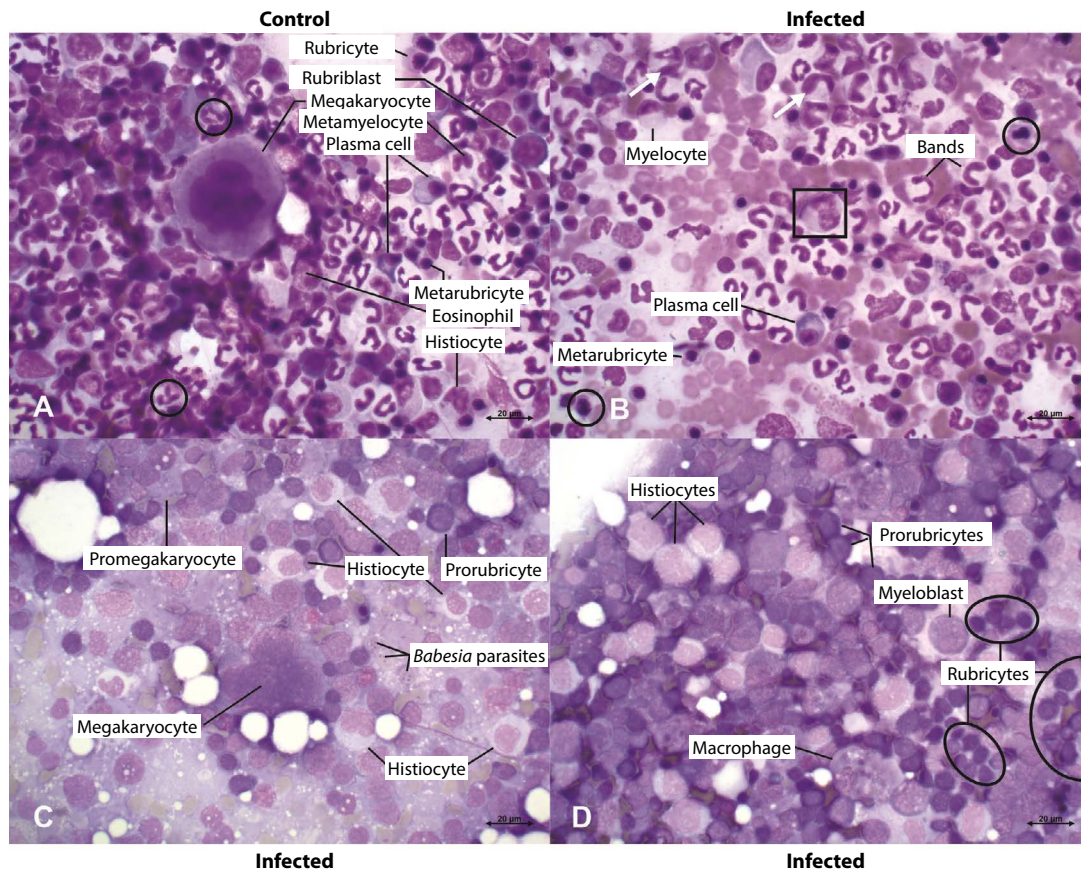 Control
Infected
Rubricyte
Rubriblast
Megakaryocyte
Metamyelocyte
Plasma cell
Metarubricyte
Eosinophil
Histiocyte
A
20 µm
Myelocyte
Bands
Plasma cell
Metarubricyte
B
20 µm
Promegakaryocyte
Histiocyte
Prorubricyte
Babesia parasites
Megakaryocyte
Histiocyte
C
20 µm
Histiocytes
Prorubricytes
Myeloblast
Rubricytes
Macrophage
D
20 µm
Infected
Infected